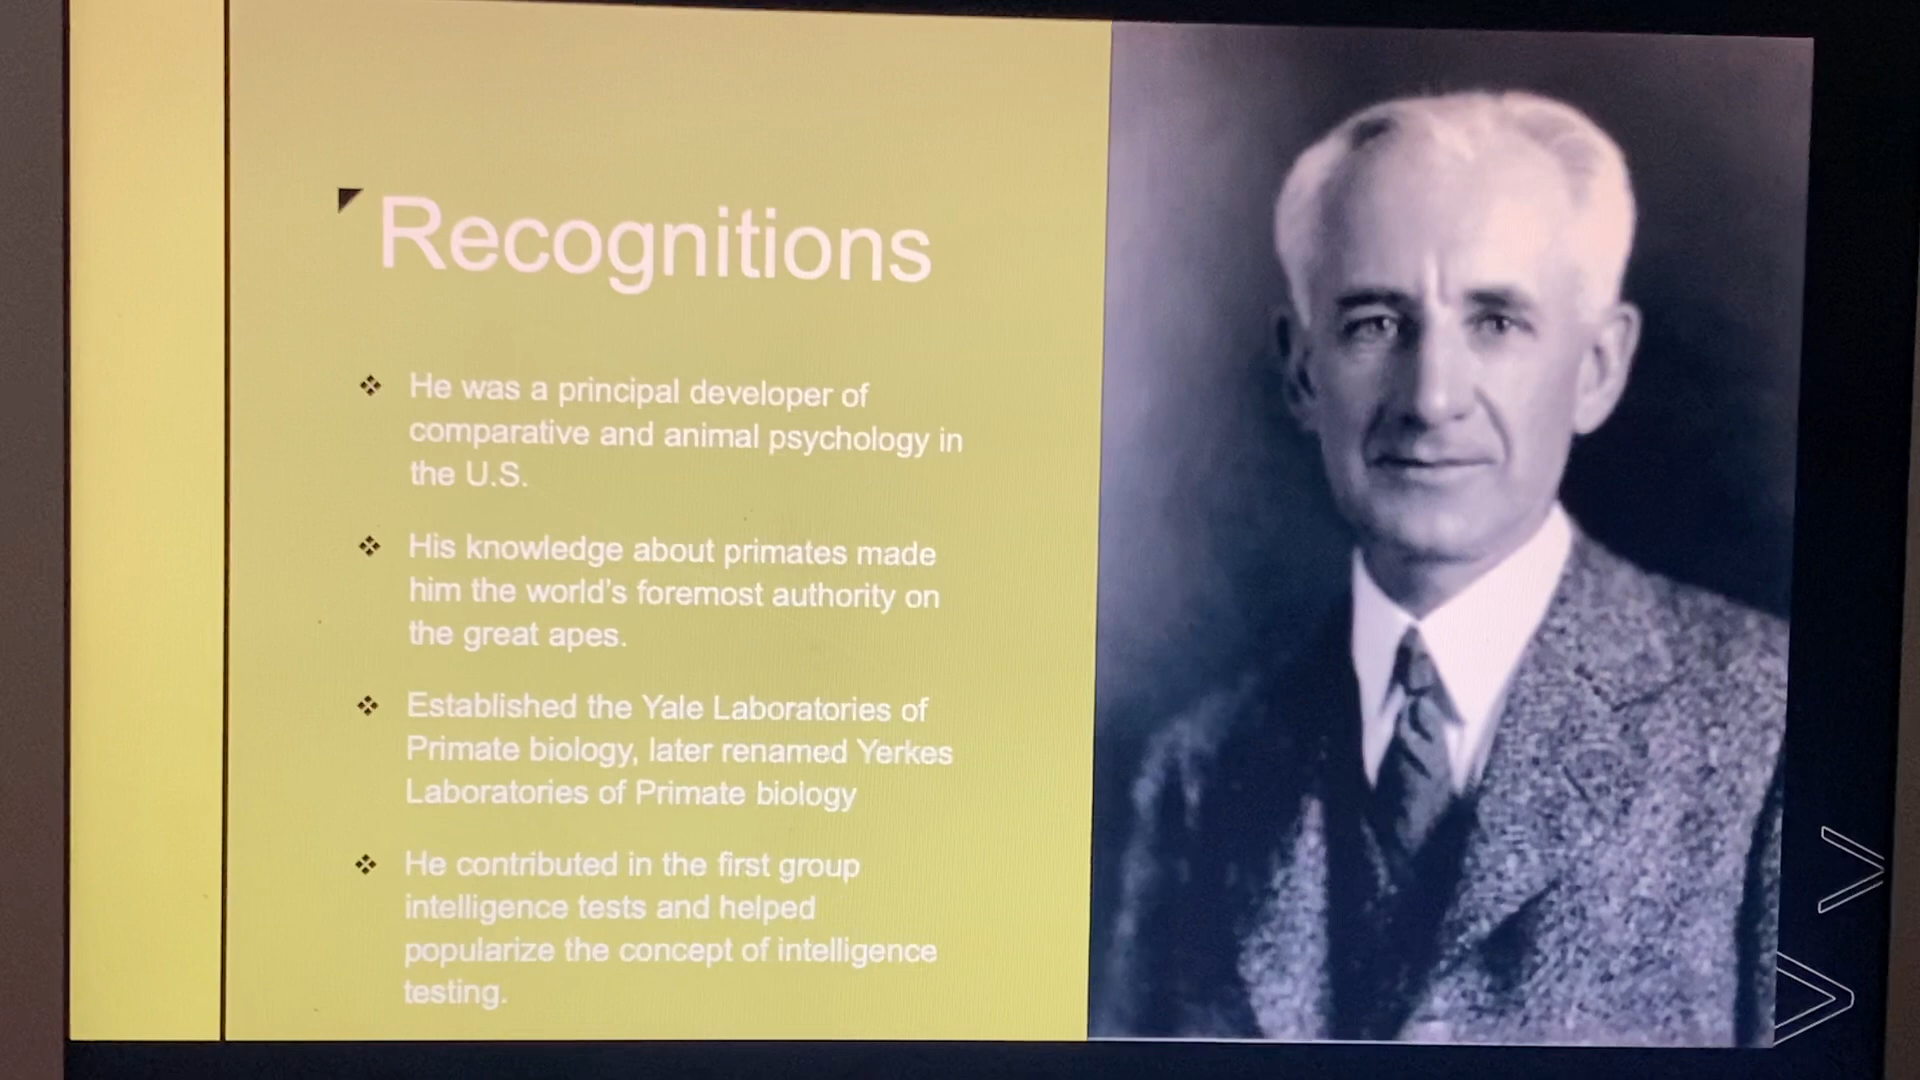 Recognitions
He was a principal developer of
comparative and animal psychology in
the U.S.
His knowledge about primates made
him the world's foremost authority on
the great apes.
Established the Yale Laboratories of
Primate biology, later renamed Yerkes
Laboratories of Primate biology
He contributed in the first group
intelligence tests and helped
popularize the concept of intelligence
testing.